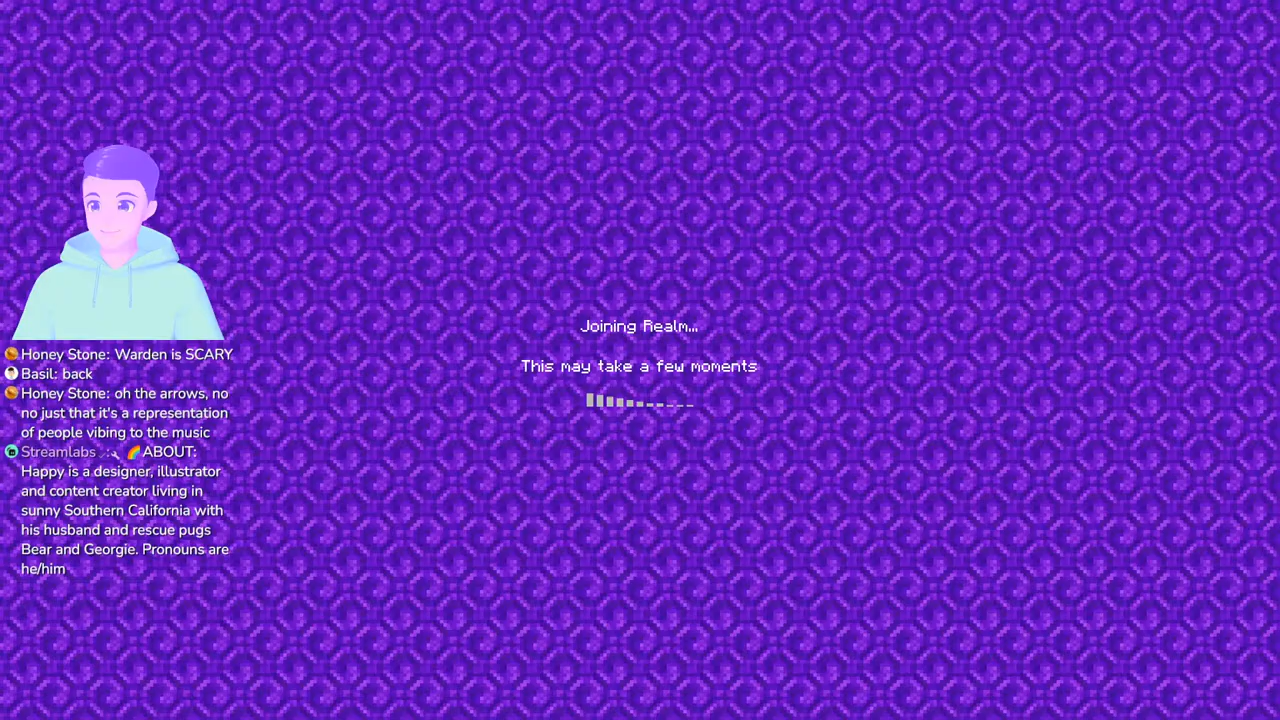 Joining Realm...
This may take a few moments
Honey Stone: Warden is SCARY
Basil: back
Honey Stone: oh the arrows, no
no just that it's a representation
of people vibing to the music
Streamlabs 🌈ABOUT:
Happy is a designer, illustrator
and content creator living in
sunny Southern California with
his husband and rescue pugs
Bear and Georgie. Pronouns are
he/him